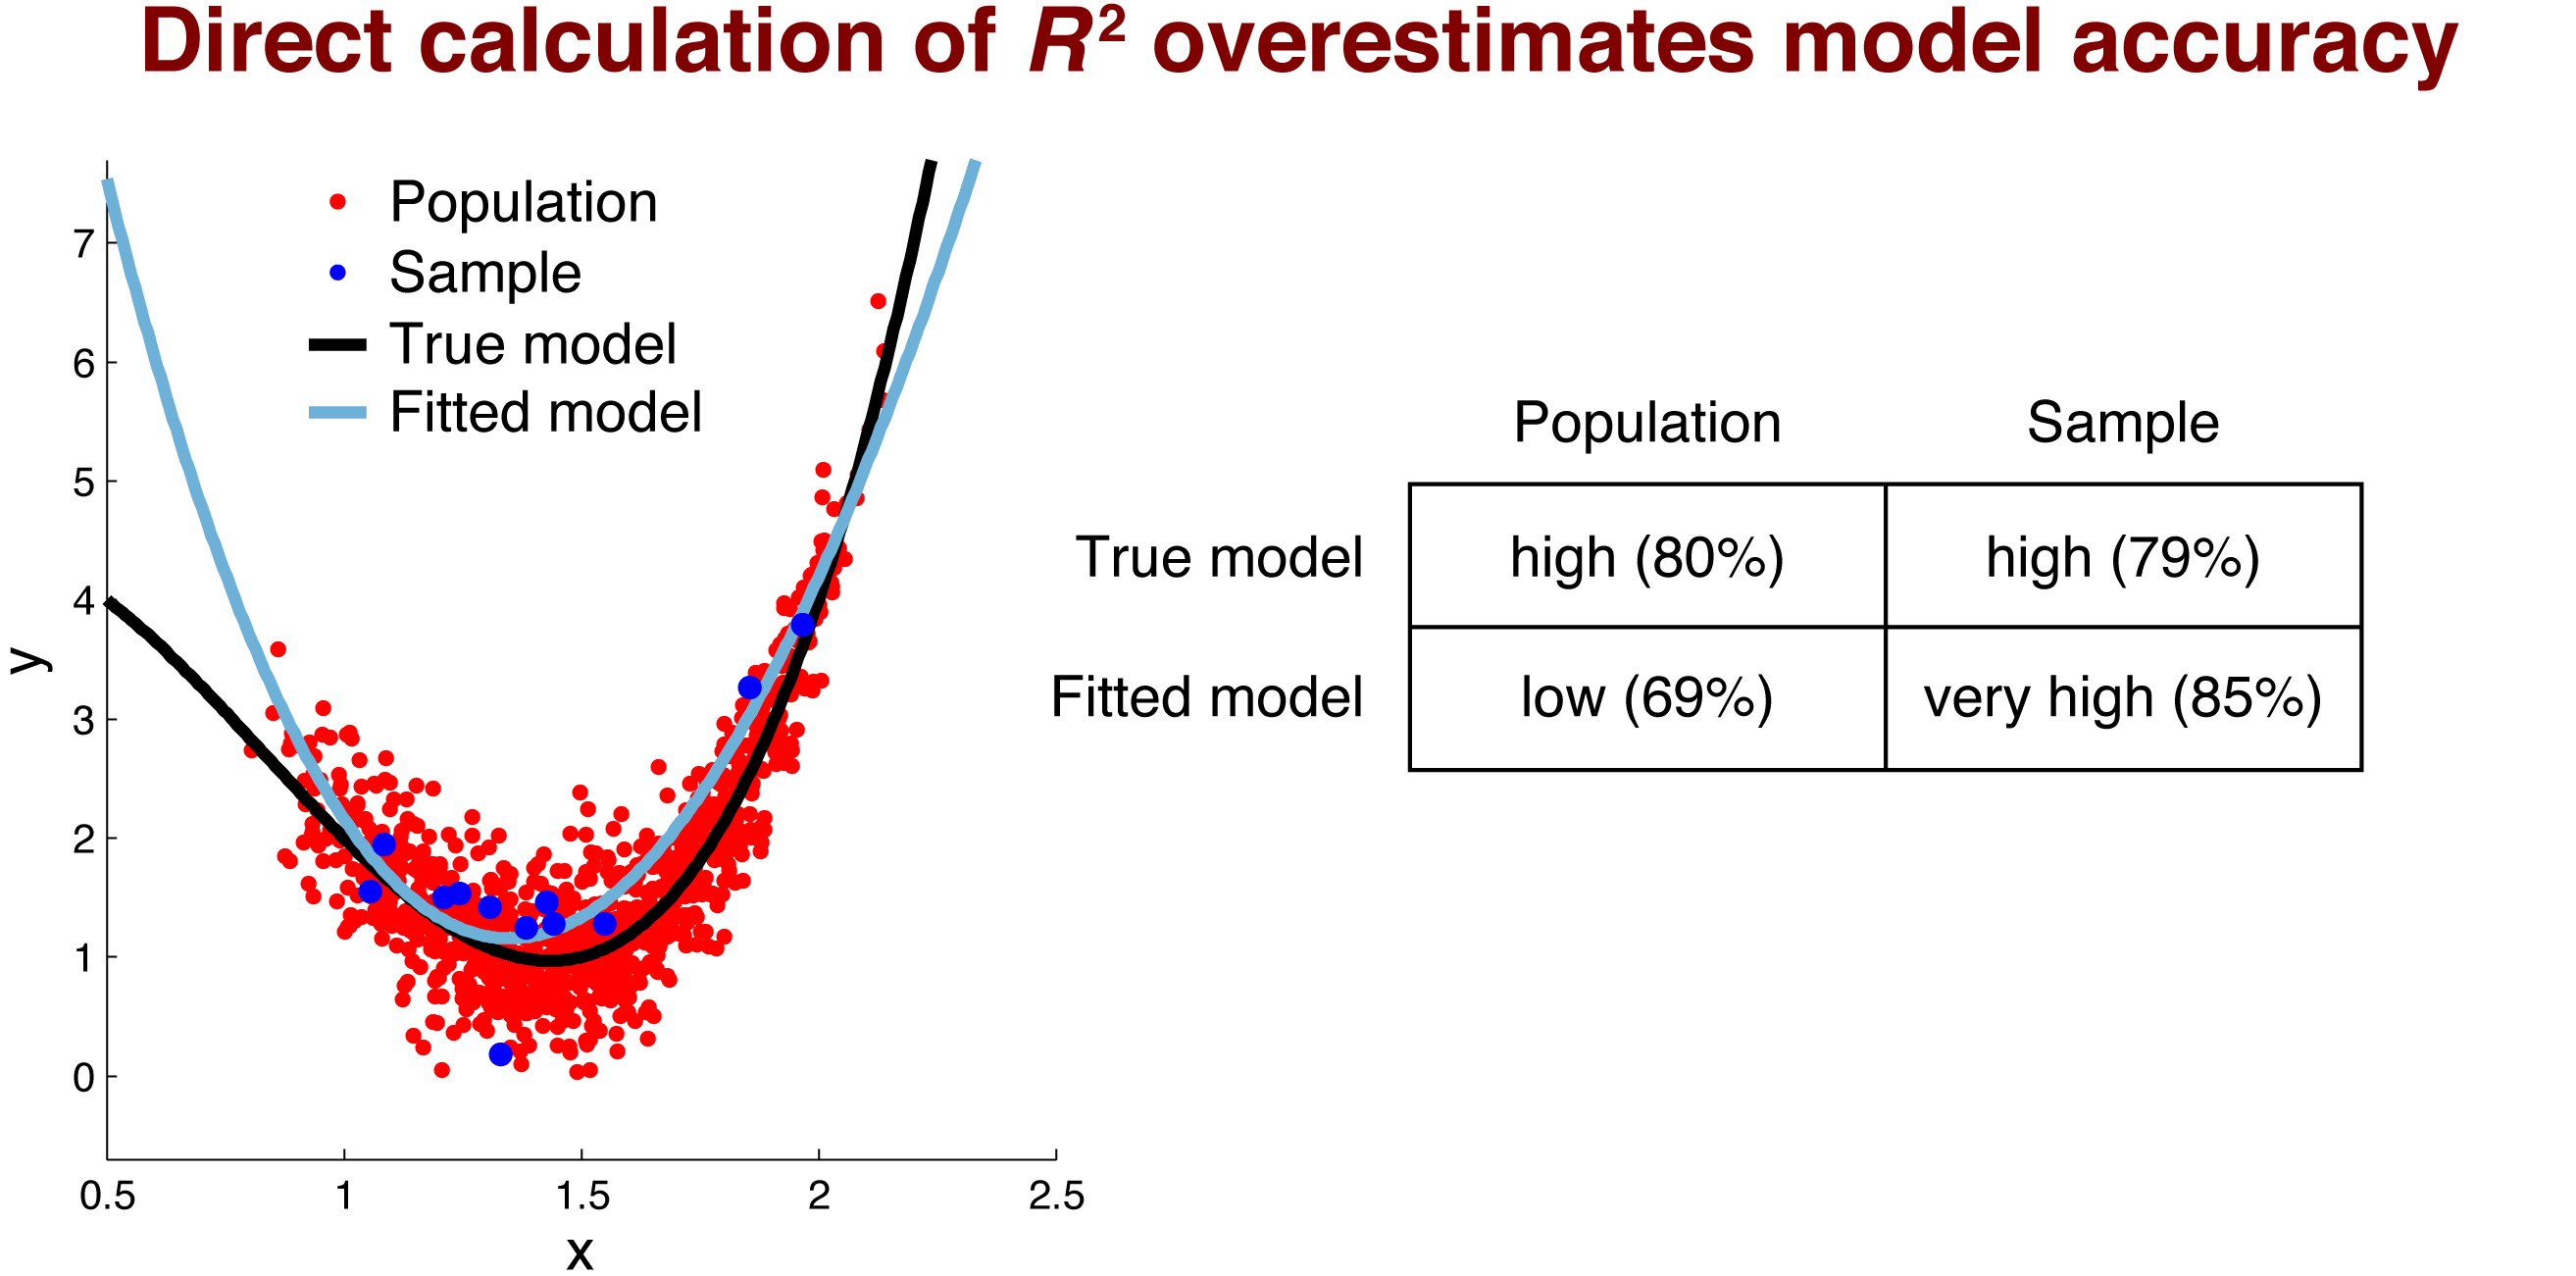 Direct calculation of R² overestimates model accuracy
Population
Sample
True model
Fitted model
7
6
5
4
3
2
1
0
y
0.5 1 1.5 2 2.5
x
Population Sample
True model high (80%) high (79%)
Fitted model low (69%) very high (85%)